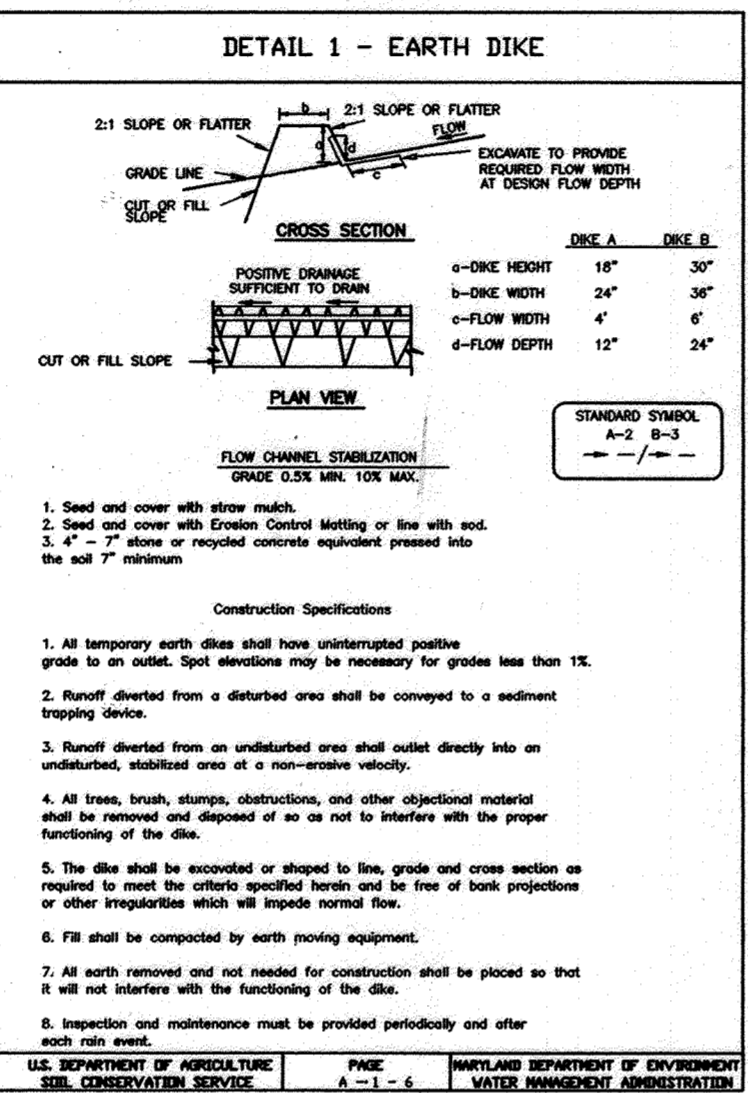 DETAIL 1 - EARTH DIKE
b
2:1 SLOPE OR FLATTER
2:1 SLOPE OR FLATTER
FLOW
a
d
EXCAVATE TO PROVIDE
REQUIRED FLOW WIDTH
AT DESIGN FLOW DEPTH
GRADE LINE
c
CUT OR FILL
SLOPE
CROSS SECTION
DIKE A DIKE B
a-DIKE HEIGHT 18" 30"
b-DIKE WIDTH 24" 36"
c-FLOW WIDTH 4' 6'
d-FLOW DEPTH 12" 24"
POSITIVE DRAINAGE
SUFFICIENT TO DRAIN
CUT OR FILL SLOPE
PLAN VIEW
STANDARD SYMBOL
A-2 B-3
/
FLOW CHANNEL STABILIZATION
GRADE 0.5% MIN. 10% MAX.
1. Seed and cover with straw mulch.
2. Seed and cover with Erosion Control Matting or line with sod.
3. 4" - 7" stone or recycled concrete equivalent pressed into
the soil 7" minimum
Construction Specifications
1. All temporary earth dikes shall have uninterrupted positive
grade to an outlet. Spot elevations may be necessary for grades less than 1%.
2. Runoff diverted from a disturbed area shall be conveyed to a sediment
trapping device.
3. Runoff diverted from an undisturbed area shall outlet directly into an
undisturbed, stabilized area at a non-erosive velocity.
4. All trees, brush, stumps, obstructions, and other objectional material
shall be removed and disposed of so as not to interfere with the proper
functioning of the dike.
5. The dike shall be excavated or shaped to line, grade and cross section as
required to meet the criteria specified herein and be free of bank projections
or other irregularities which will impede normal flow.
6. Fill shall be compacted by earth moving equipment.
7. All earth removed and not needed for construction shall be placed so that
it will not interfere with the functioning of the dike.
8. Inspection and maintenance must be provided periodically and after
each rain event.
U.S. DEPARTMENT OF AGRICULTURE
SOIL CONSERVATION SERVICE
PAGE
A - 1 - 6
MARYLAND DEPARTMENT OF ENVIRONMENT
WATER MANAGEMENT ADMINISTRATION